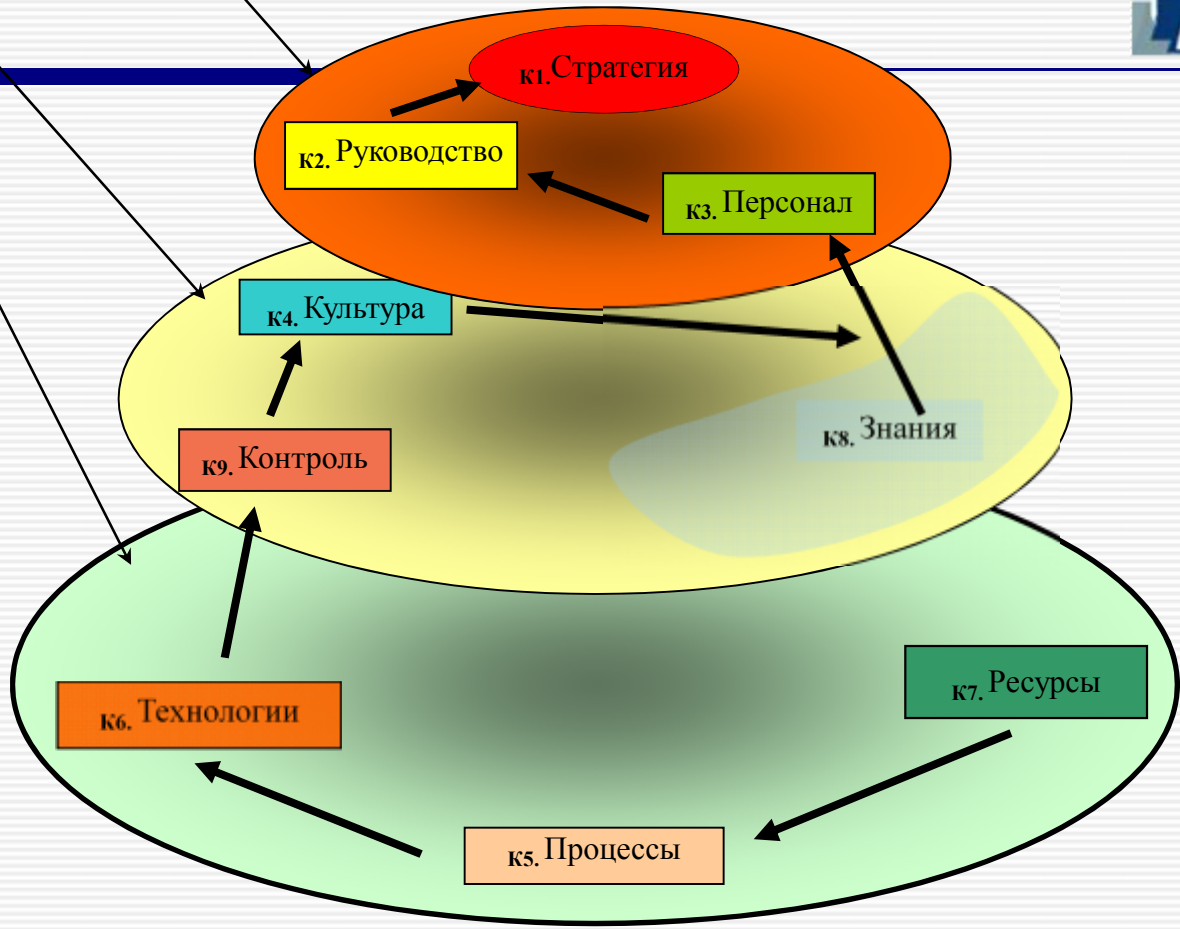 К1.Стратегия
К2. Руководство
К3. Персонал
К4. Культура
К8. Знания
К9. Контроль
К7. Ресурсы
К6. Технологии
К5. Процессы